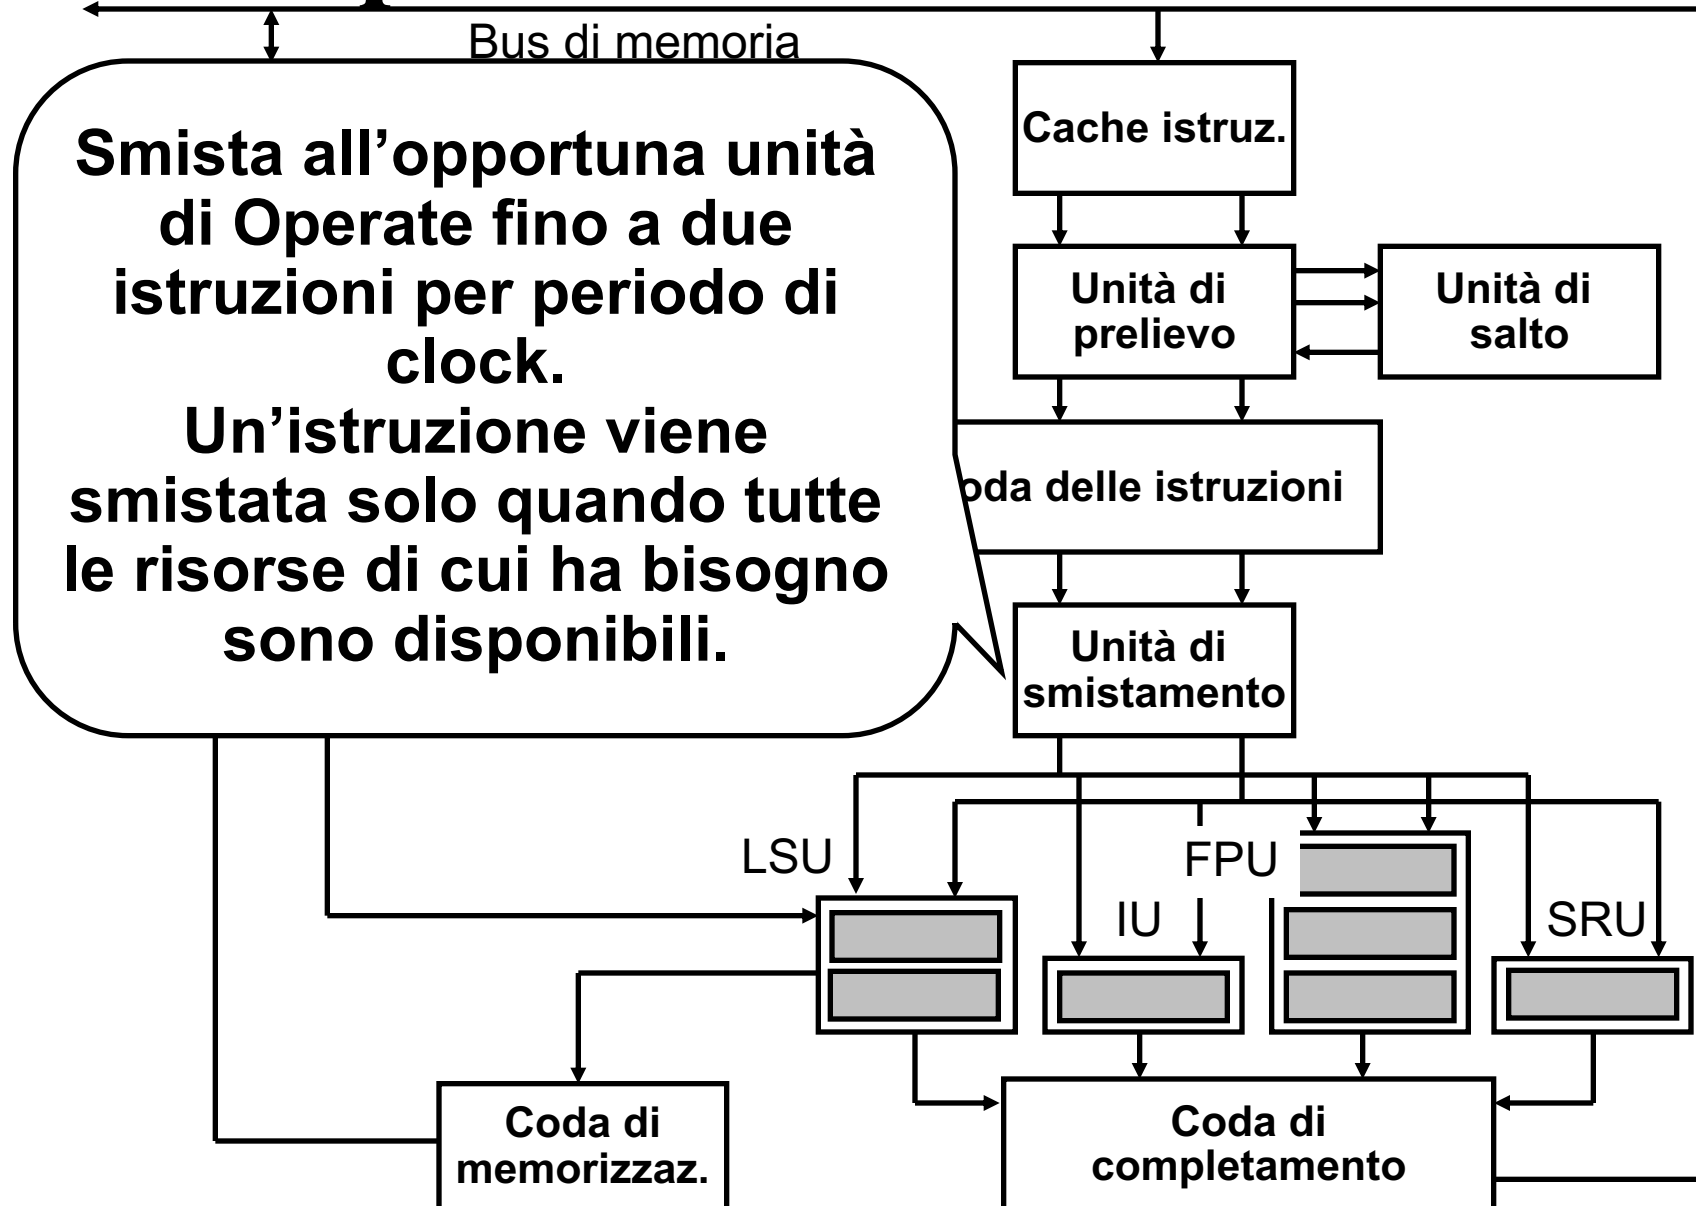 Bus di memoria
Smista all’opportuna unità
di Operate fino a due
istruzioni per periodo di
clock.
Un’istruzione viene
smistata solo quando tutte
le risorse di cui ha bisogno
sono disponibili.
Cache istruz.
Unità di
prelievo
Unità di
salto
oda delle istruzioni
Unità di
smistamento
LSU
IU
FPU
SRU
Coda di
memorizzaz.
Coda di
completamento